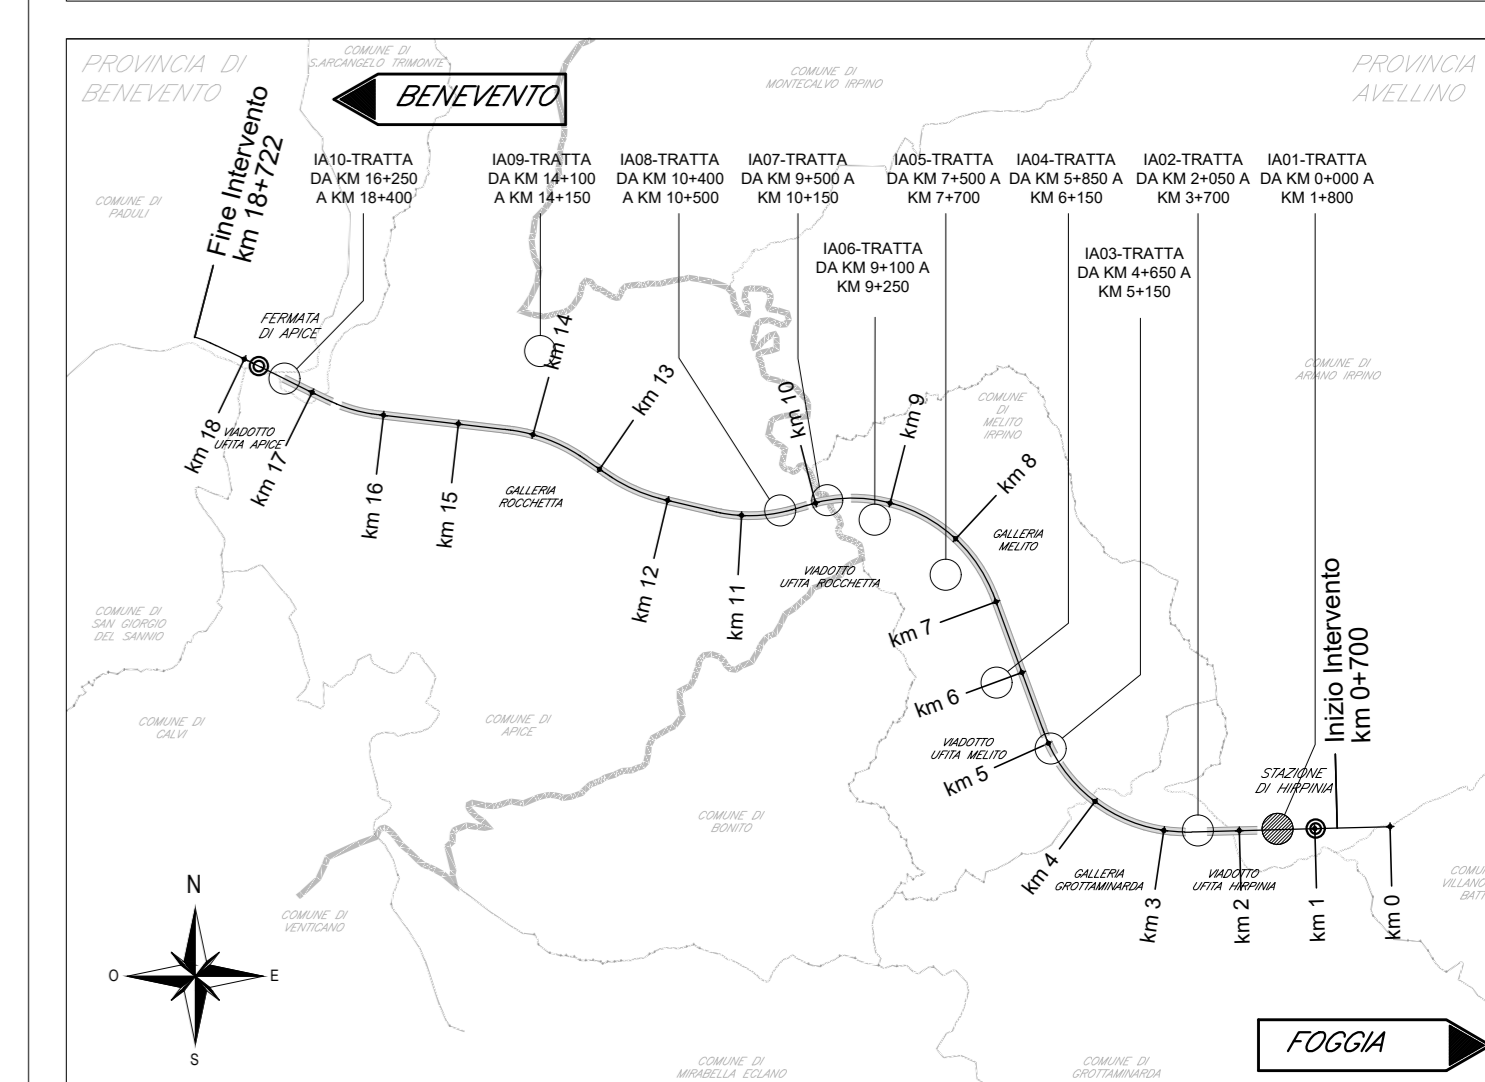 PROVINCIA DI
BENEVENTO
COMUNE DI
S.ARCANGELO TRIMONTE
BENEVENTO
COMUNE DI
MONTECALVO IRPINO
PROVINCIA
AVELLINO
Fine Intervento
km 18+722
IA10-TRATTA
DA KM 16+250
A KM 18+400
IA09-TRATTA
DA KM 14+100
A KM 14+150
IA08-TRATTA
DA KM 10+400
A KM 10+500
IA07-TRATTA
DA KM 9+500 A
KM 10+150
IA05-TRATTA
DA KM 7+500 A
KM 7+700
IA04-TRATTA
DA KM 5+850 A
KM 6+150
IA02-TRATTA
DA KM 2+050 A
KM 3+700
IA01-TRATTA
DA KM 0+000 A
KM 1+800
COMUNE DI
PADULI
IA06-TRATTA
DA KM 9+100 A
KM 9+250
IA03-TRATTA
DA KM 4+650 A
KM 5+150
FERMATA
DI APICE
km 14
km 13
km 10
km 9
COMUNE
DI
MELITO
IRPINO
COMUNE DI
ARIANO IRPINO
km 18
VIADOTTO
UFITA APICE
km 17
km 16
km 15
GALLERIA
ROCCHETTA
km 8
GALLERIA
MELITO
km 12
km 11
VIADOTTO
UFITA ROCCHETTA
km 7
COMUNE DI
SAN GIORGIO
DEL SANNIO
km 6
Inizio Intervento
km 0+700
COMUNE DI
CALVI
COMUNE DI
APICE
VIADOTTO
UFITA MELITO
km 5
STAZIONE
DI HIRPINIA
COMUNE DI
BONITO
km 4
GALLERIA
GROTTAMINARDA
VIADOTTO
UFITA HIRPINIA
km 3
km 2
km 1
km 0
N
O
E
S
COMUNE DI
VENTICANO
FOGGIA
COMUNE DI
MIRABELLA ECLANO
COMUNE DI
GROTTAMINARDA